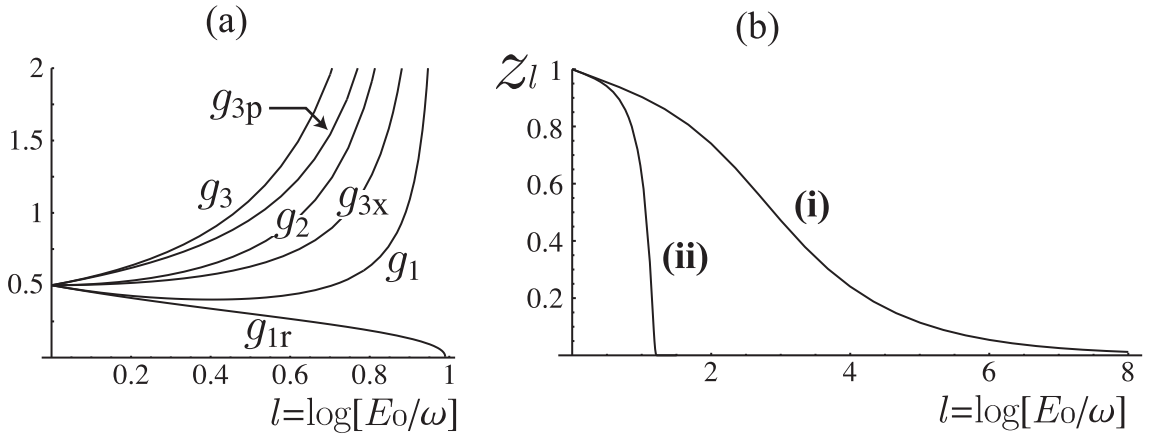 (a)
2
1.5
1
0.5
g3p
g3
g2
g3x
g1
g1r
0.2 0.4 0.6 0.8 1
l=log[E0/ω]
(b)
zl
1
0.8
0.6
0.4
0.2
(i)
(ii)
2 4 6 8
l=log[E0/ω]